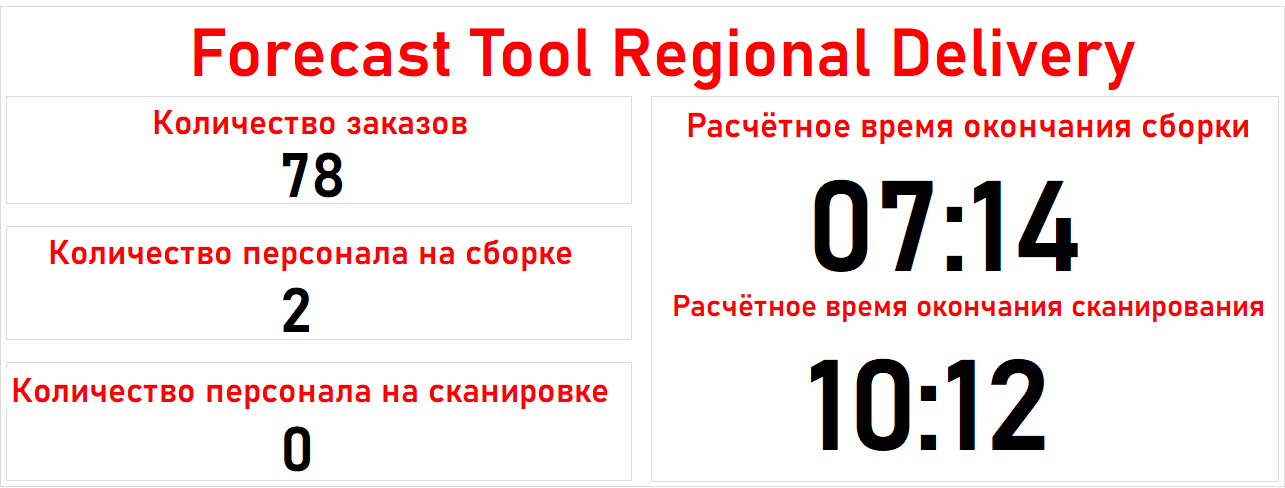 Forecast Tool Regional Delivery
Количество заказов
78
Количество персонала на сборке
2
Количество персонала на сканировке
0
Расчётное время окончания сборки
07:14
Расчётное время окончания сканирования
10:12